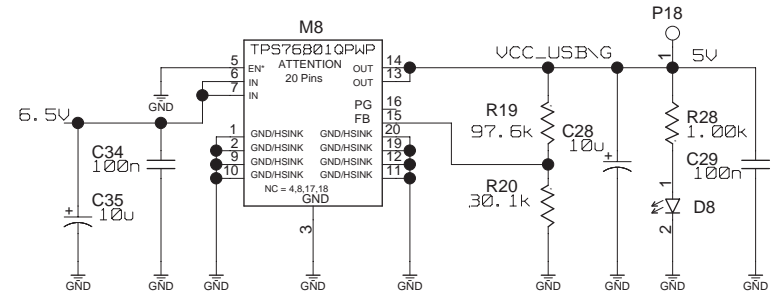 P18
M8
TPS76801QPWP
ATTENTION
20 Pins
5 EN* OUT 14
6 IN OUT 13
7 IN
VCC_USB\G
1
5V
GND
6.5V
PG 16
FB 15
1 GND/HSINK GND/HSINK 20
2 GND/HSINK GND/HSINK 19
9 GND/HSINK GND/HSINK 12
10 GND/HSINK GND/HSINK 11
NC = 4,8,17,18
GND
3
R19
97.6k
C28
10u
+
R28
1.00k
C34
100n
C29
100n
C35
10u
+
R20
30.1k
1
D8
2
GND GND GND GND GND GND GND GND GND